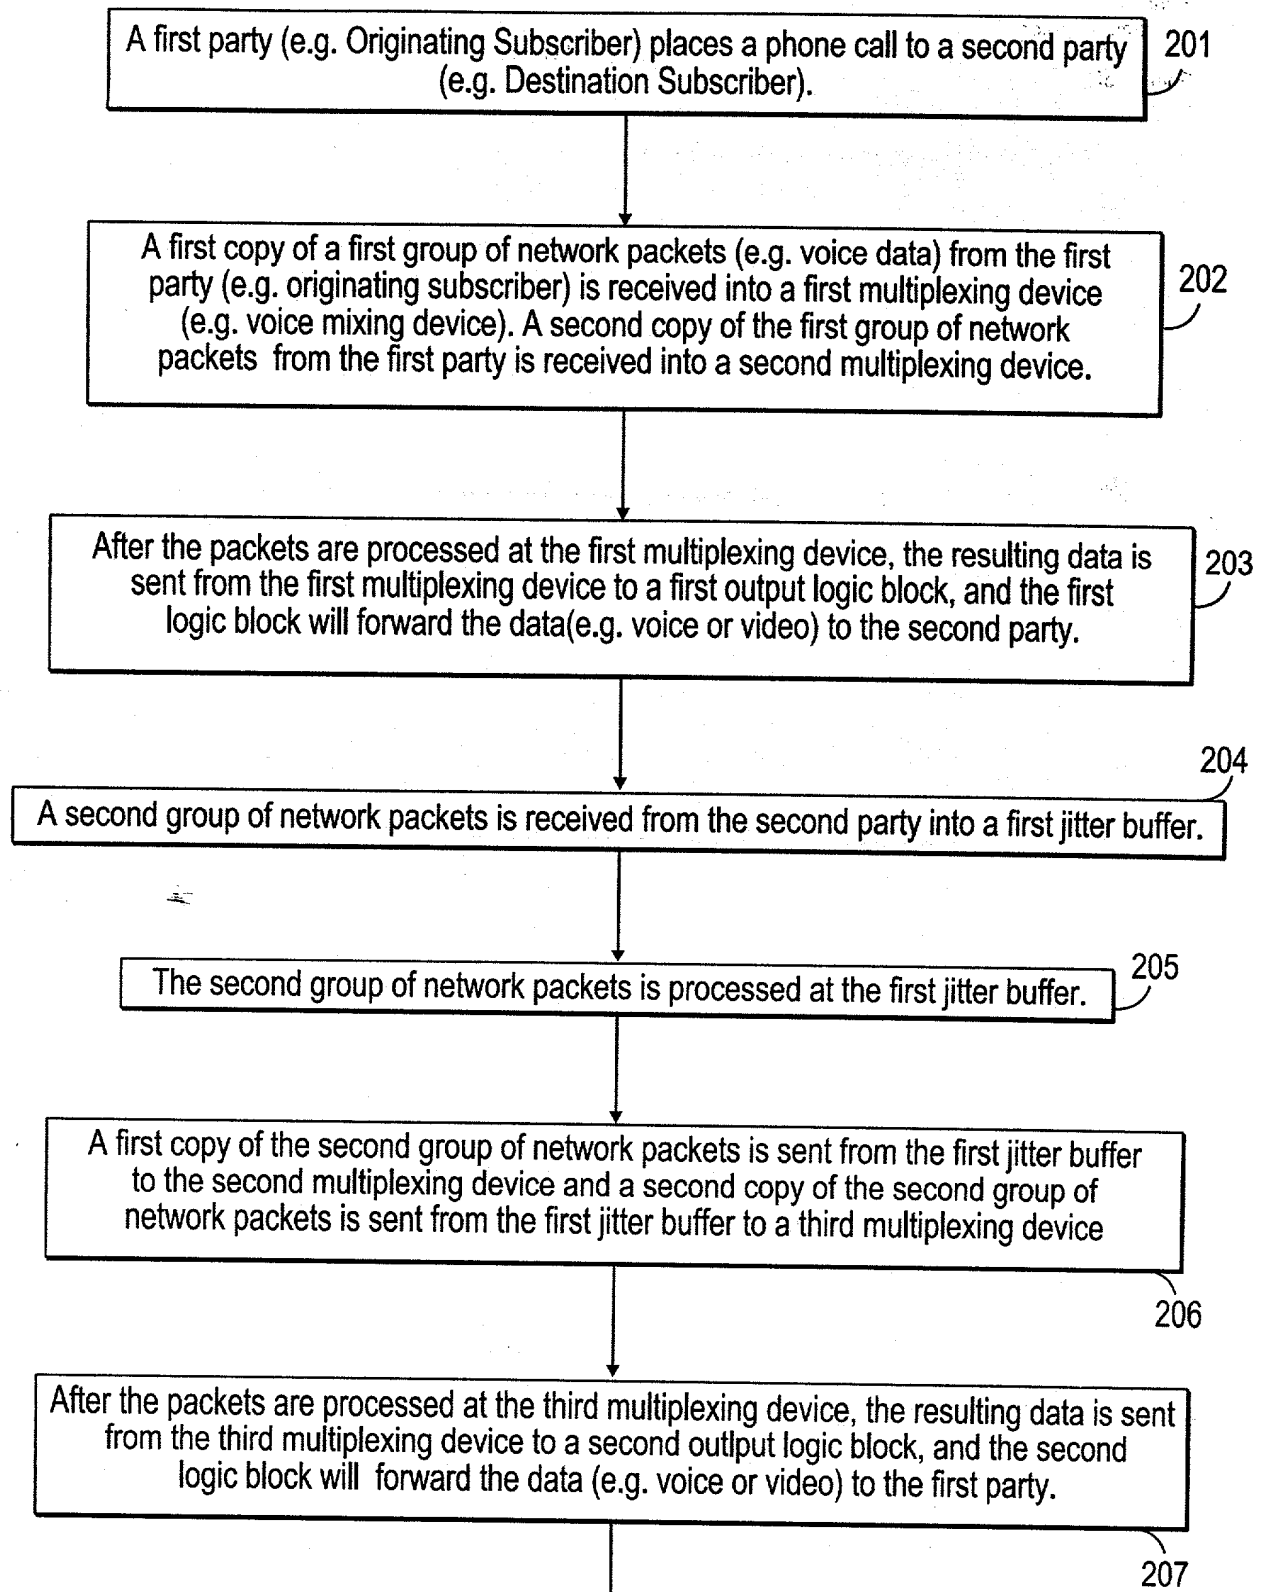 A first party (e.g. Originating Subscriber) places a phone call to a second party
(e.g. Destination Subscriber).
201
A first copy of a first group of network packets (e.g. voice data) from the first
party (e.g. originating subscriber) is received into a first multiplexing device
(e.g. voice mixing device). A second copy of the first group of network
packets from the first party is received into a second multiplexing device.
202
After the packets are processed at the first multiplexing device, the resulting data is
sent from the first multiplexing device to a first output logic block, and the first
logic block will forward the data(e.g. voice or video) to the second party.
203
204
A second group of network packets is received from the second party into a first jitter buffer.
The second group of network packets is processed at the first jitter buffer.
205
A first copy of the second group of network packets is sent from the first jitter buffer
to the second multiplexing device and a second copy of the second group of
network packets is sent from the first jitter buffer to a third multiplexing device
206
After the packets are processed at the third multiplexing device, the resulting data is sent
from the third multiplexing device to a second outlput logic block, and the second
logic block will forward the data (e.g. voice or video) to the first party.
207